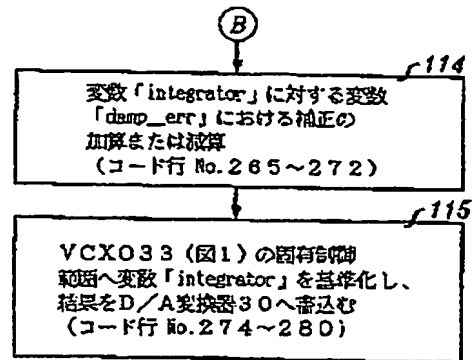 B
114
変数「integrator」に対する変数
「damp_err」における補正の
加算または減算
(コード行 No.265〜272)
115
VCXO33(図1)の固有制御
範囲へ変数「integrator」を基準化し、
結果をD/A変換器30へ書込む
(コード行 No.274〜280)